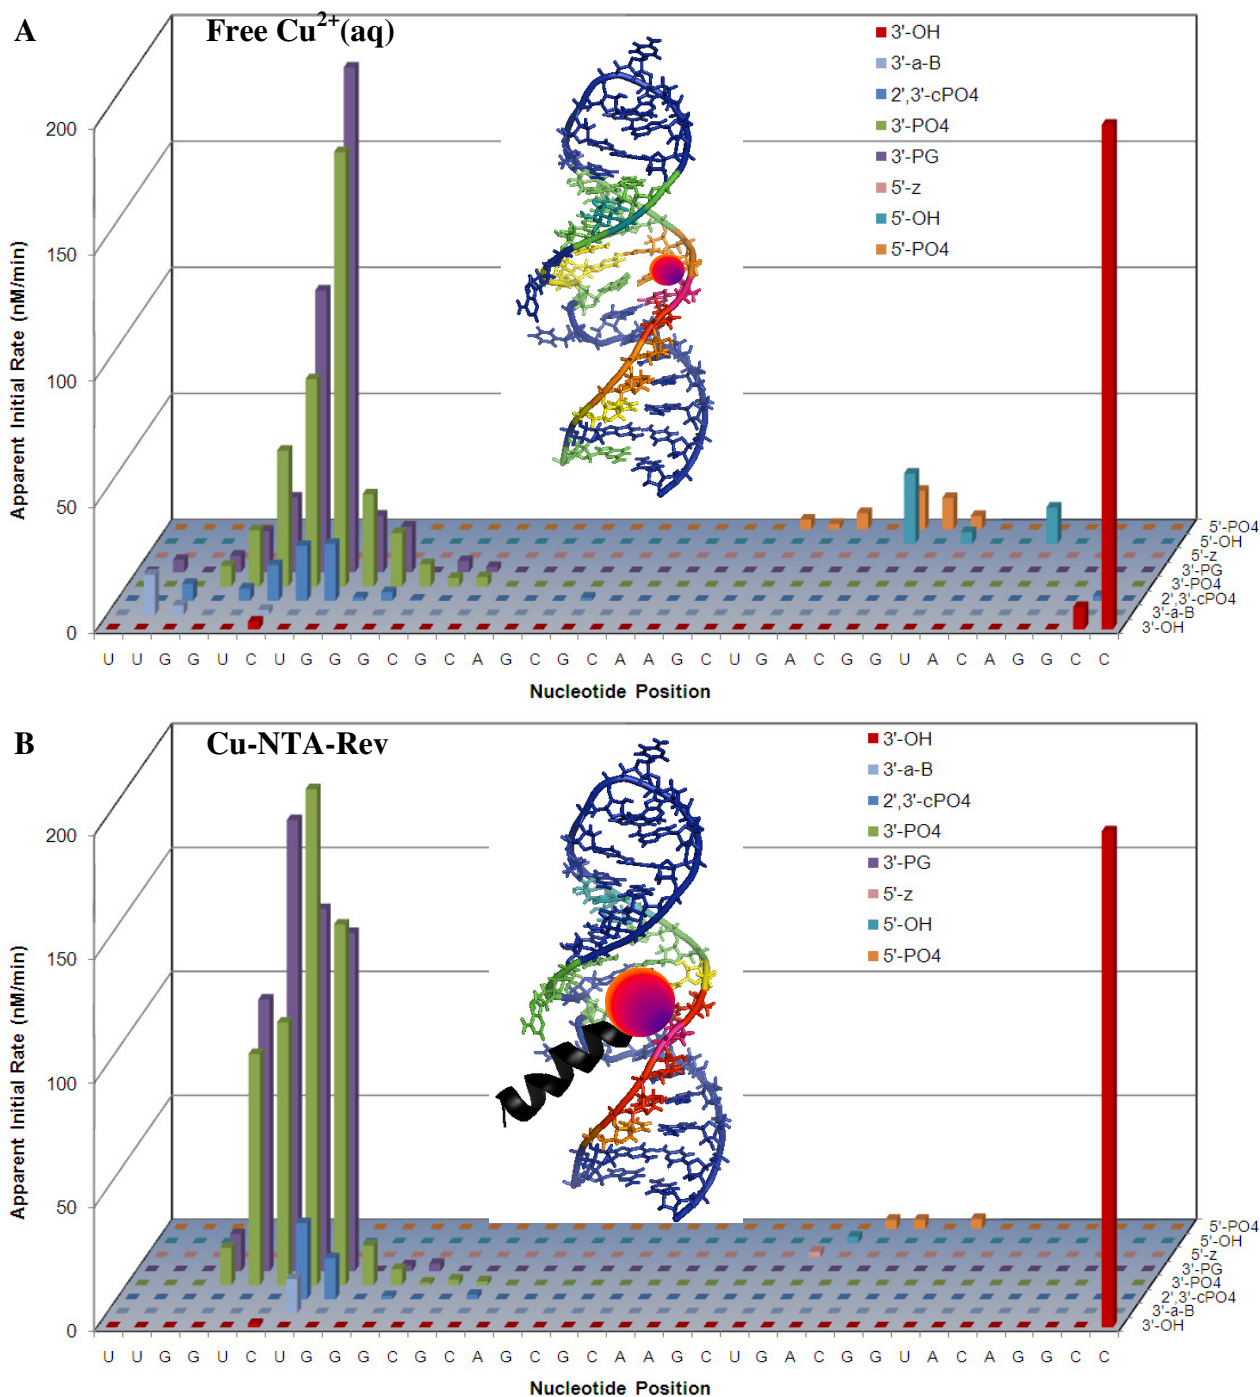 A
Free Cu2+(aq)
3'-OH
3'-a-B
2',3'-cPO4
3'-PO4
3'-PG
5'-z
5'-OH
5'-PO4
Apparent Initial Rate (nM/min)
200
150
100
50
0
5'-PO4
5'-OH
5'-z
3'-PG
3'-PO4
2',3'-cPO4
3'-a-B
3'-OH
U U G G U C U G G G C G C A G C G C A A G C U G A C G G U A C A G G C C
Nucleotide Position
B
Cu-NTA-Rev
3'-OH
3'-a-B
2',3'-cPO4
3'-PO4
3'-PG
5'-z
5'-OH
5'-PO4
Apparent Initial Rate (nM/min)
200
150
100
50
0
5'-PO4
5'-OH
5'-z
3'-PG
3'-PO4
2',3'-cPO4
3'-a-B
3'-OH
U U G G U C U G G G C G C A G C G C A A G C U G A C G G U A C A G G C C
Nucleotide Position